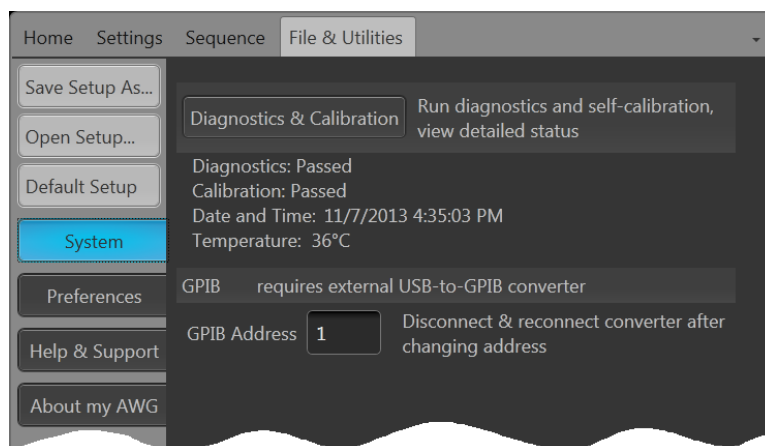 Home Settings Sequence File & Utilities
Save Setup As...
Open Setup...
Default Setup
System
Preferences
Help & Support
About my AWG
Diagnostics & Calibration
Run diagnostics and self-calibration,
view detailed status
Diagnostics: Passed
Calibration: Passed
Date and Time: 11/7/2013 4:35:03 PM
Temperature: 36°C
GPIB requires external USB-to-GPIB converter
GPIB Address 1
Disconnect & reconnect converter after
changing address